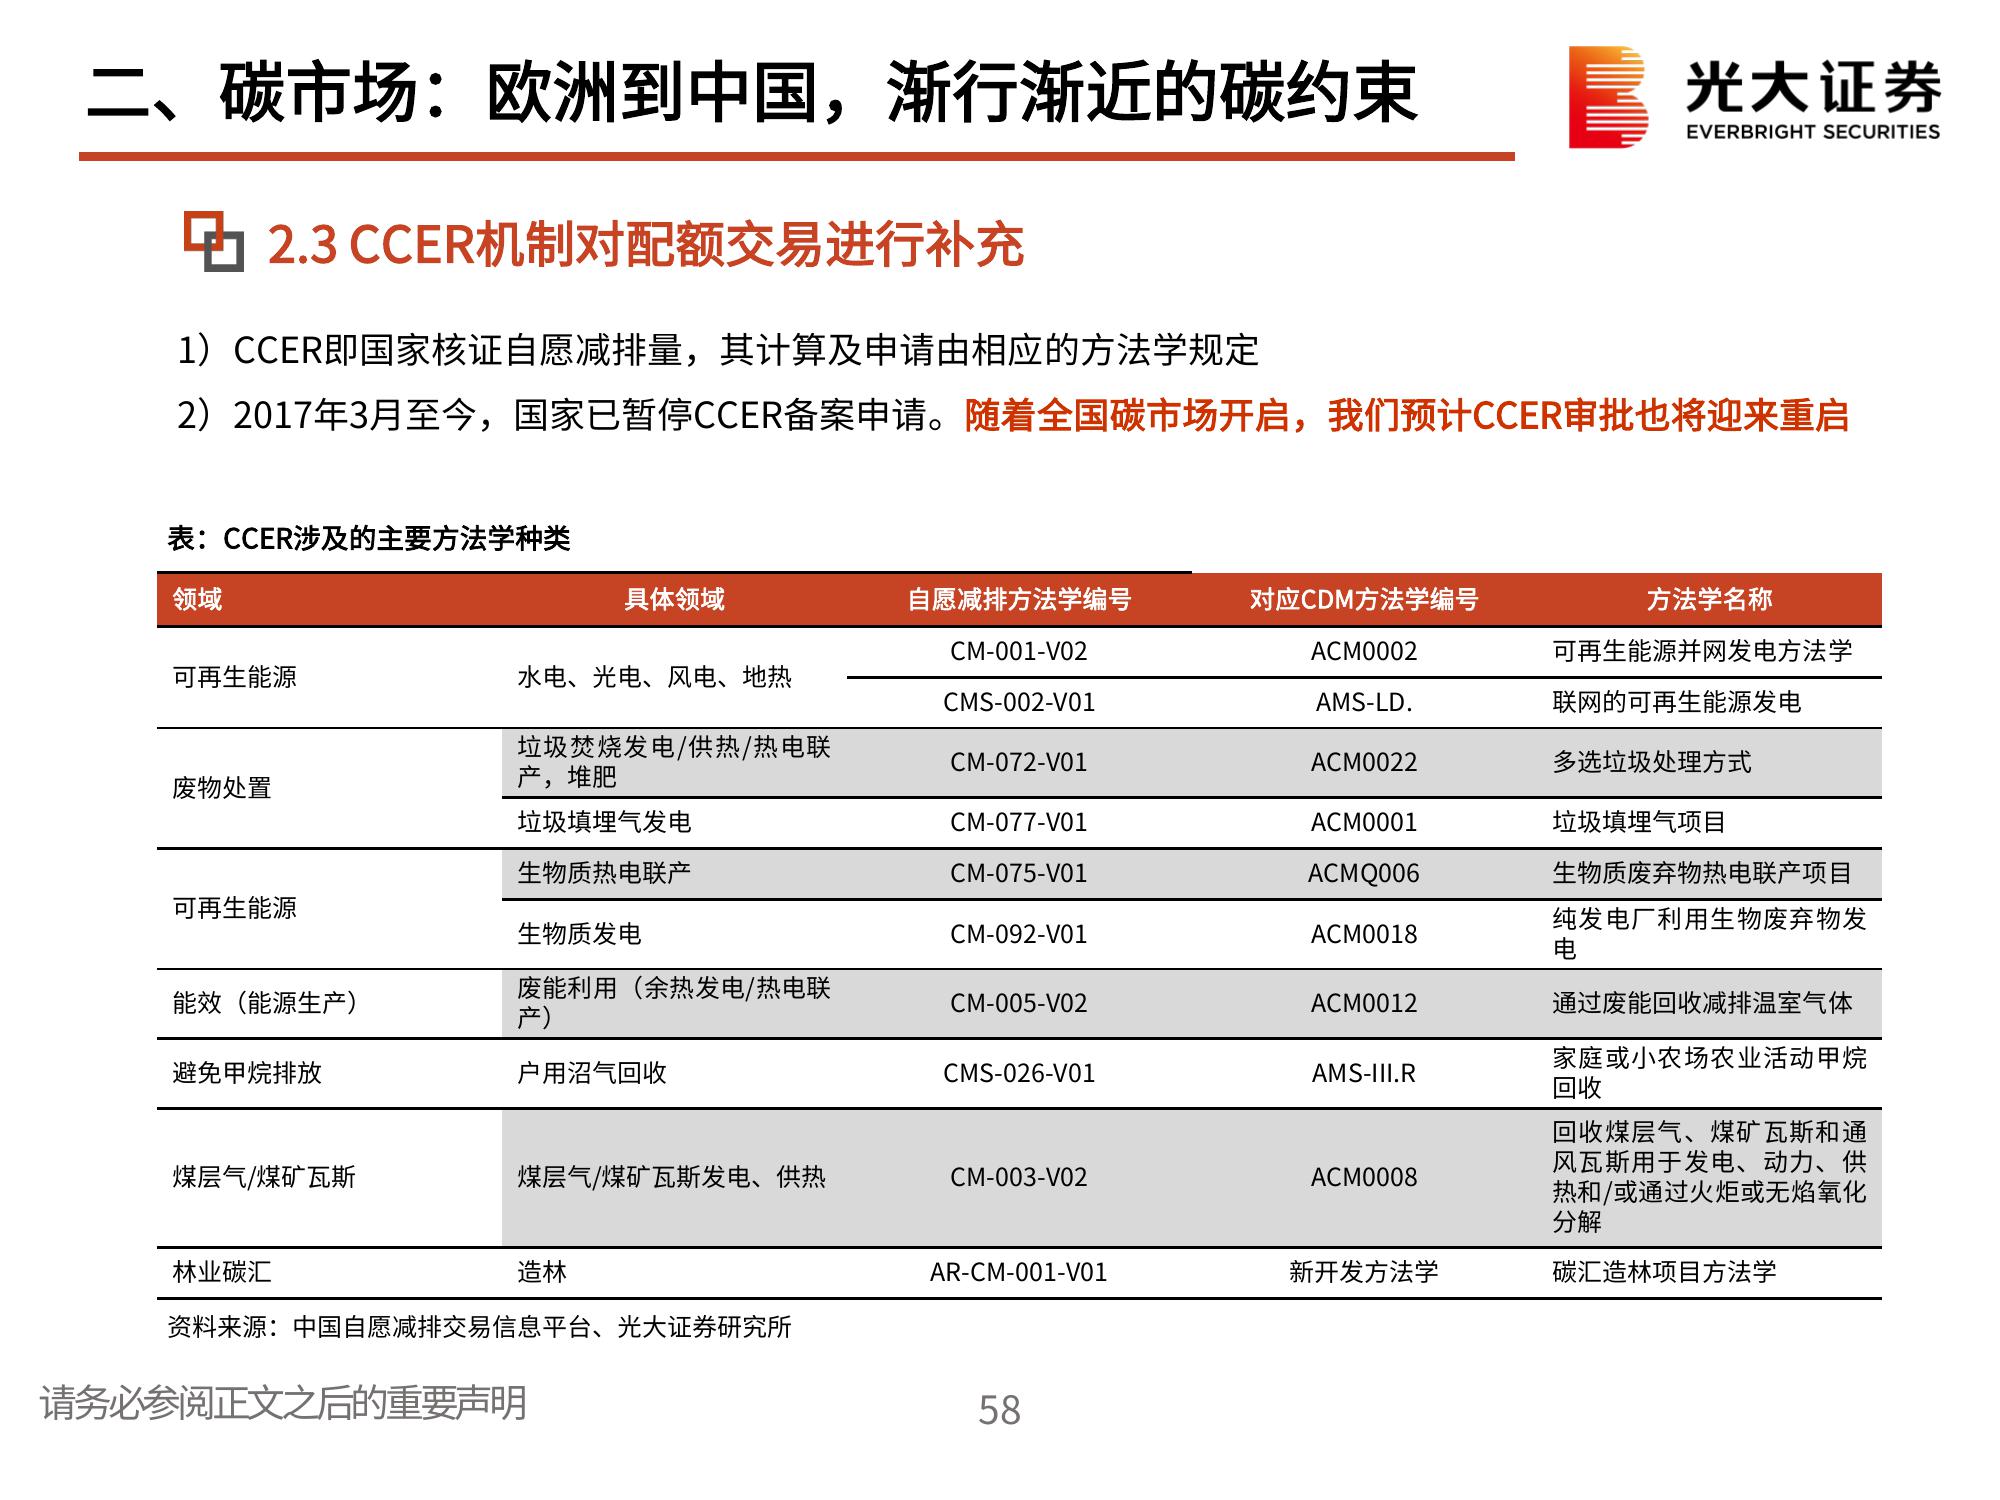 二、碳市场：欧洲到中国，渐行渐近的碳约束
光大证券
EVERBRIGHT SECURITIES
2.3 CCER机制对配额交易进行补充
1）CCER即国家核证自愿减排量，其计算及申请由相应的方法学规定
2）2017年3月至今，国家已暂停CCER备案申请。随着全国碳市场开启，我们预计CCER审批也将迎来重启
表：CCER涉及的主要方法学种类
领域 具体领域 自愿减排方法学编号 对应CDM方法学编号 方法学名称
可再生能源 水电、光电、风电、地热 CM-001-V02 ACM0002 可再生能源并网发电方法学
CMS-002-V01 AMS-LD. 联网的可再生能源发电
废物处置 垃圾焚烧发电/供热/热电联
产，堆肥 CM-072-V01 ACM0022 多选垃圾处理方式
垃圾填埋气发电 CM-077-V01 ACM0001 垃圾填埋气项目
可再生能源 生物质热电联产 CM-075-V01 ACMQ006 生物质废弃物热电联产项目
生物质发电 CM-092-V01 ACM0018 纯发电厂利用生物废弃物发
电
能效（能源生产） 废能利用（余热发电/热电联
产） CM-005-V02 ACM0012 通过废能回收减排温室气体
避免甲烷排放 户用沼气回收 CMS-026-V01 AMS-III.R 家庭或小农场农业活动甲烷
回收
煤层气/煤矿瓦斯 煤层气/煤矿瓦斯发电、供热 CM-003-V02 ACM0008 回收煤层气、煤矿瓦斯和通
风瓦斯用于发电、动力、供
热和/或通过火炬或无焰氧化
分解
林业碳汇 造林 AR-CM-001-V01 新开发方法学 碳汇造林项目方法学
资料来源：中国自愿减排交易信息平台、光大证券研究所
请务必参阅正文之后的重要声明
58